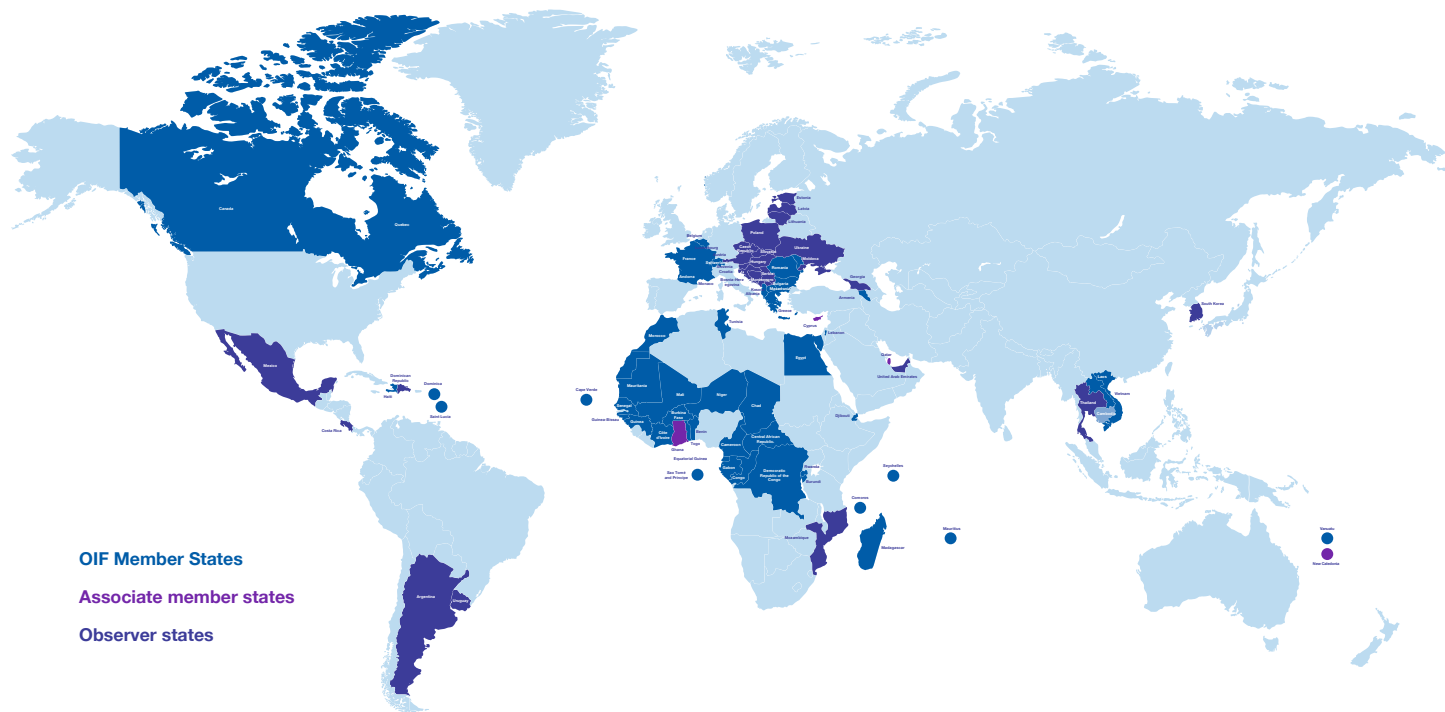 Canada
Quebec
Mexico
Dominican
Republic
Haiti
Dominica
Saint Lucia
Costa Rica
Argentina
Uruguay
Estonia
Latvia
Lithuania
Poland
Belgium
Czech
Ukraine
France
Hungary
Moldova
Romania
Croatia
Serbia
Andorra
Monaco
Bulgaria
Greece
Georgia
Armenia
Cyprus
Lebanon
Tunisia
Morocco
Egypt
Qatar
United Arab Emirates
South Korea
Laos
Vietnam
Thailand
Cambodia
Cape Verde
Mauritania
Mali
Niger
Chad
Senegal
Guinea Bissau
Guinea
Burkina
Faso
Côte
d'Ivoire
Ghana
Togo
Benin
Djibouti
Cameroon
Central African
Republic
Equatorial Guinea
Sao Tomé
and Principe
Gabon
Congo
Democratic
Republic of the
Congo
Rwanda
Burundi
Seychelles
Comoros
Mauritius
Mozambique
Madagascar
Vanuatu
New Caledonia
OIF Member States
Associate member states
Observer states